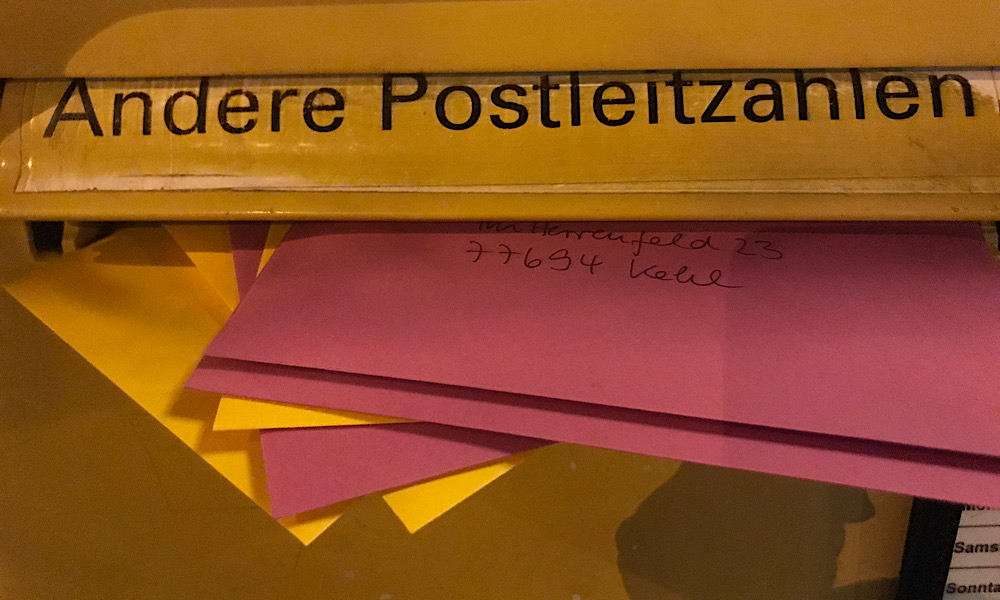 Andere Postleitzahlen
Im Herrenfeld 23
77694 Kehl
Sams
Sonnta